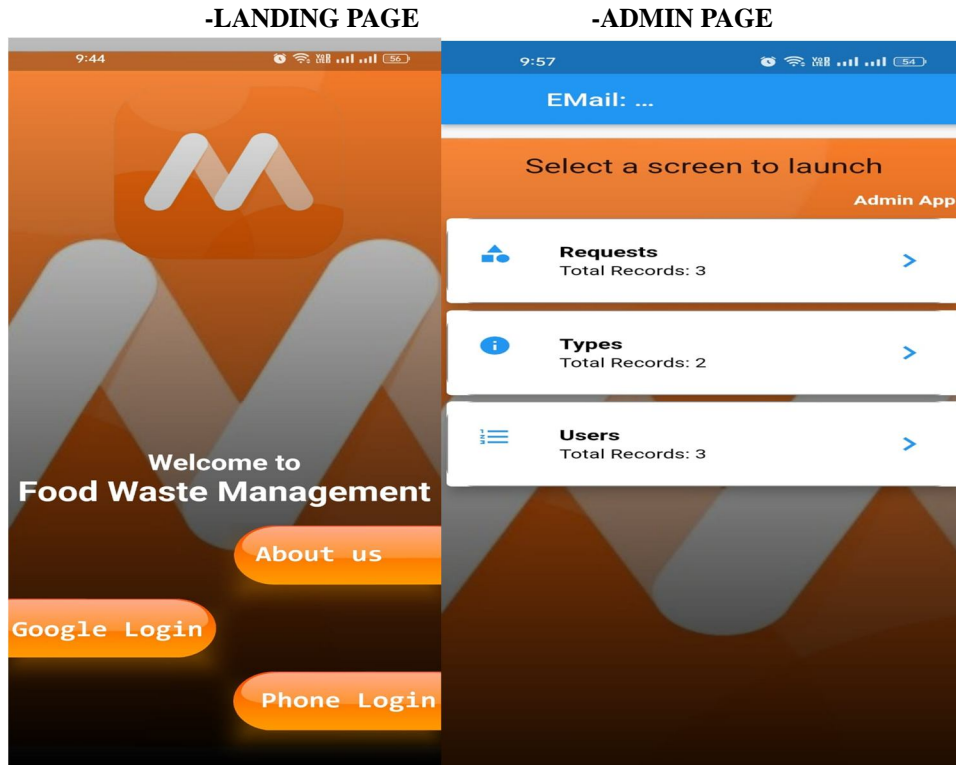 -LANDING PAGE
-ADMIN PAGE
9:44
56
Welcome to
Food Waste Management
About us
Google Login
Phone Login
9:57
54
EMail: ...
Select a screen to launch
Admin App
Requests
Total Records: 3
Types
Total Records: 2
Users
Total Records: 3